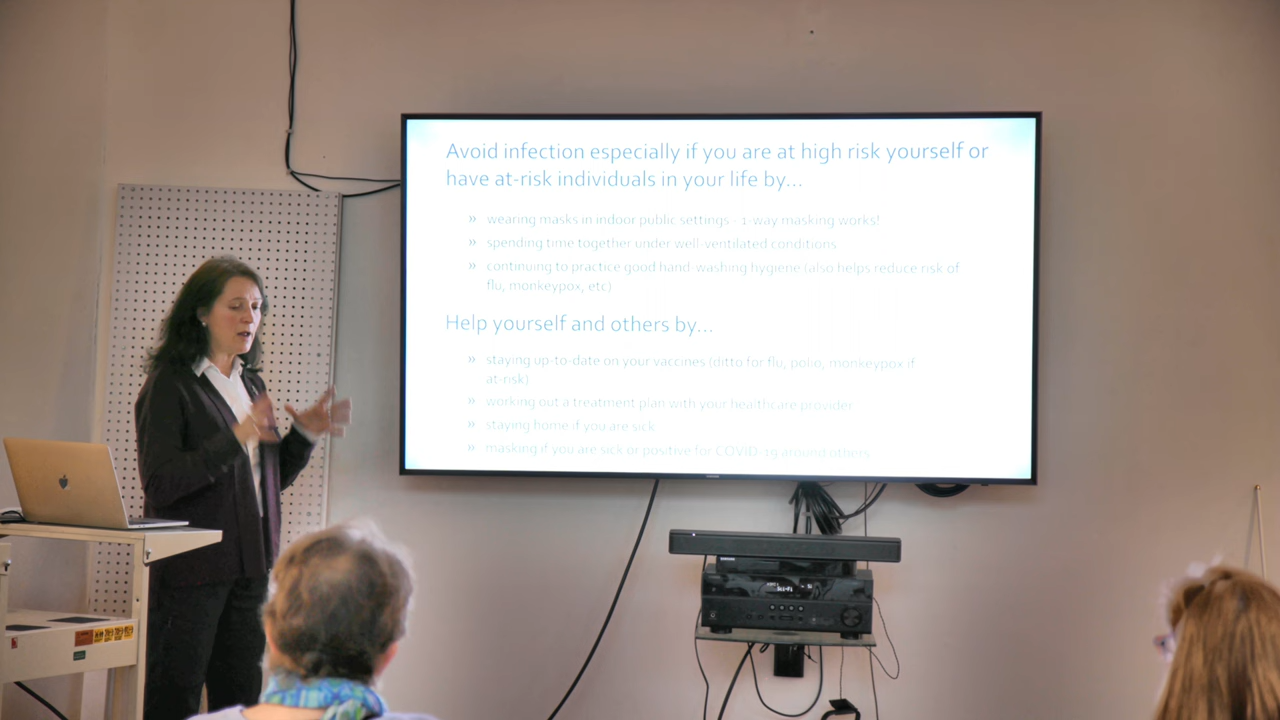 Avoid infection especially if you are at high risk yourself or
have at-risk individuals in your life by...
» wearing masks in indoor public settings - 1-way masking works!
» spending time together under well-ventilated conditions
» continuing to practice good hand-washing hygiene (also helps reduce risk of
flu, monkeypox, etc)
Help yourself and others by...
» staying up-to-date on your vaccines (ditto for flu, polio, monkeypox if
at-risk)
» working out a treatment plan with your healthcare provider
» staying home if you are sick
» masking if you are sick or positive for COVID-19 around others
SAMSUNG
Sci-Fi